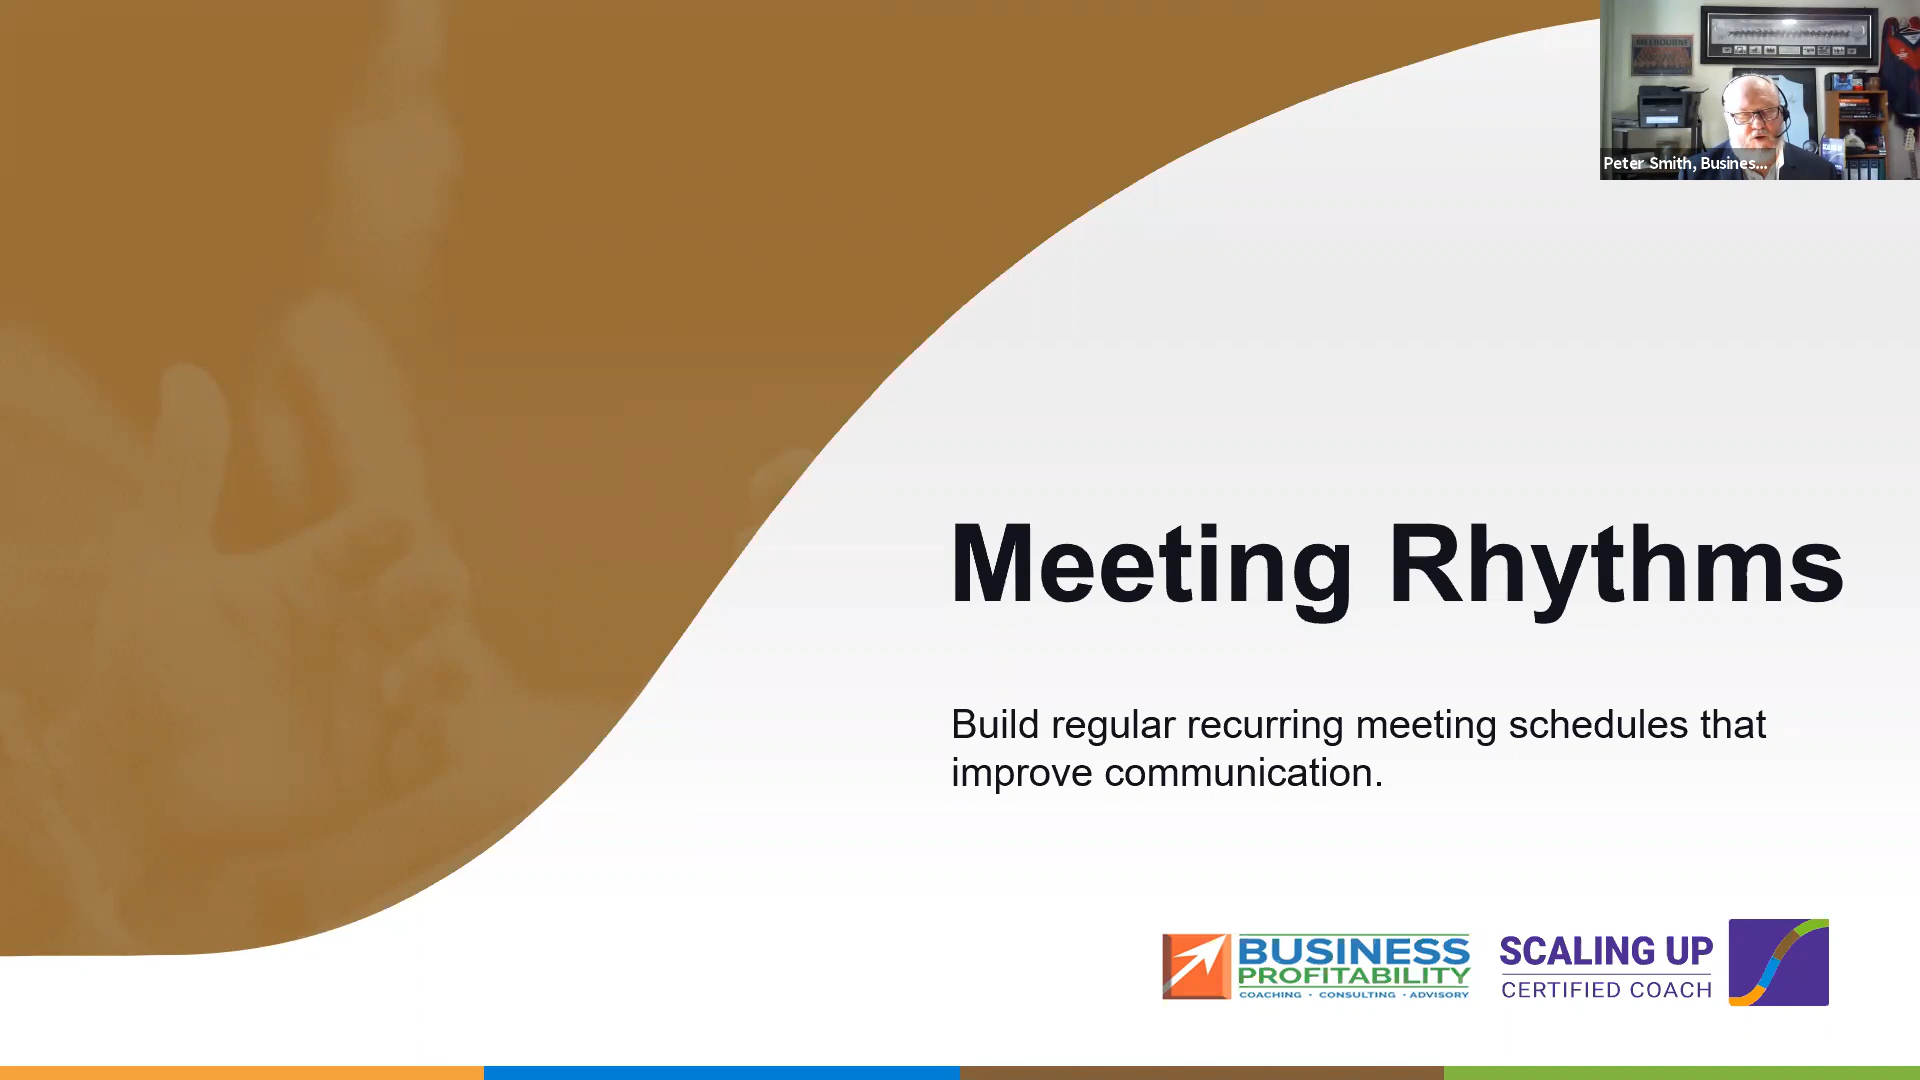 MELBOURNE
Peter Smith, Busines...
Meeting Rhythms
Build regular recurring meeting schedules that
improve communication.
BUSINESS
PROFITABILITY
COACHING · CONSULTING · ADVISORY
SCALING UP
CERTIFIED COACH